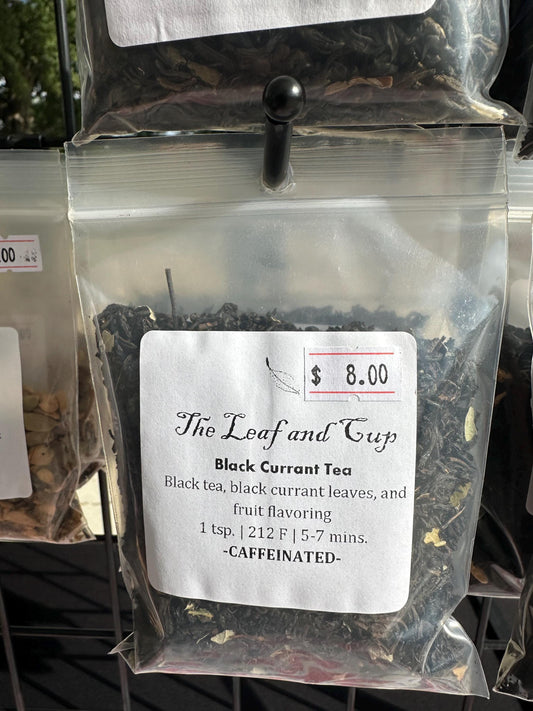 .00
$ 8.00
The Leaf and Cup
Black Currant Tea
Black tea, black currant leaves, and
fruit flavoring
1 tsp. | 212 F | 5-7 mins.
-CAFFEINATED-